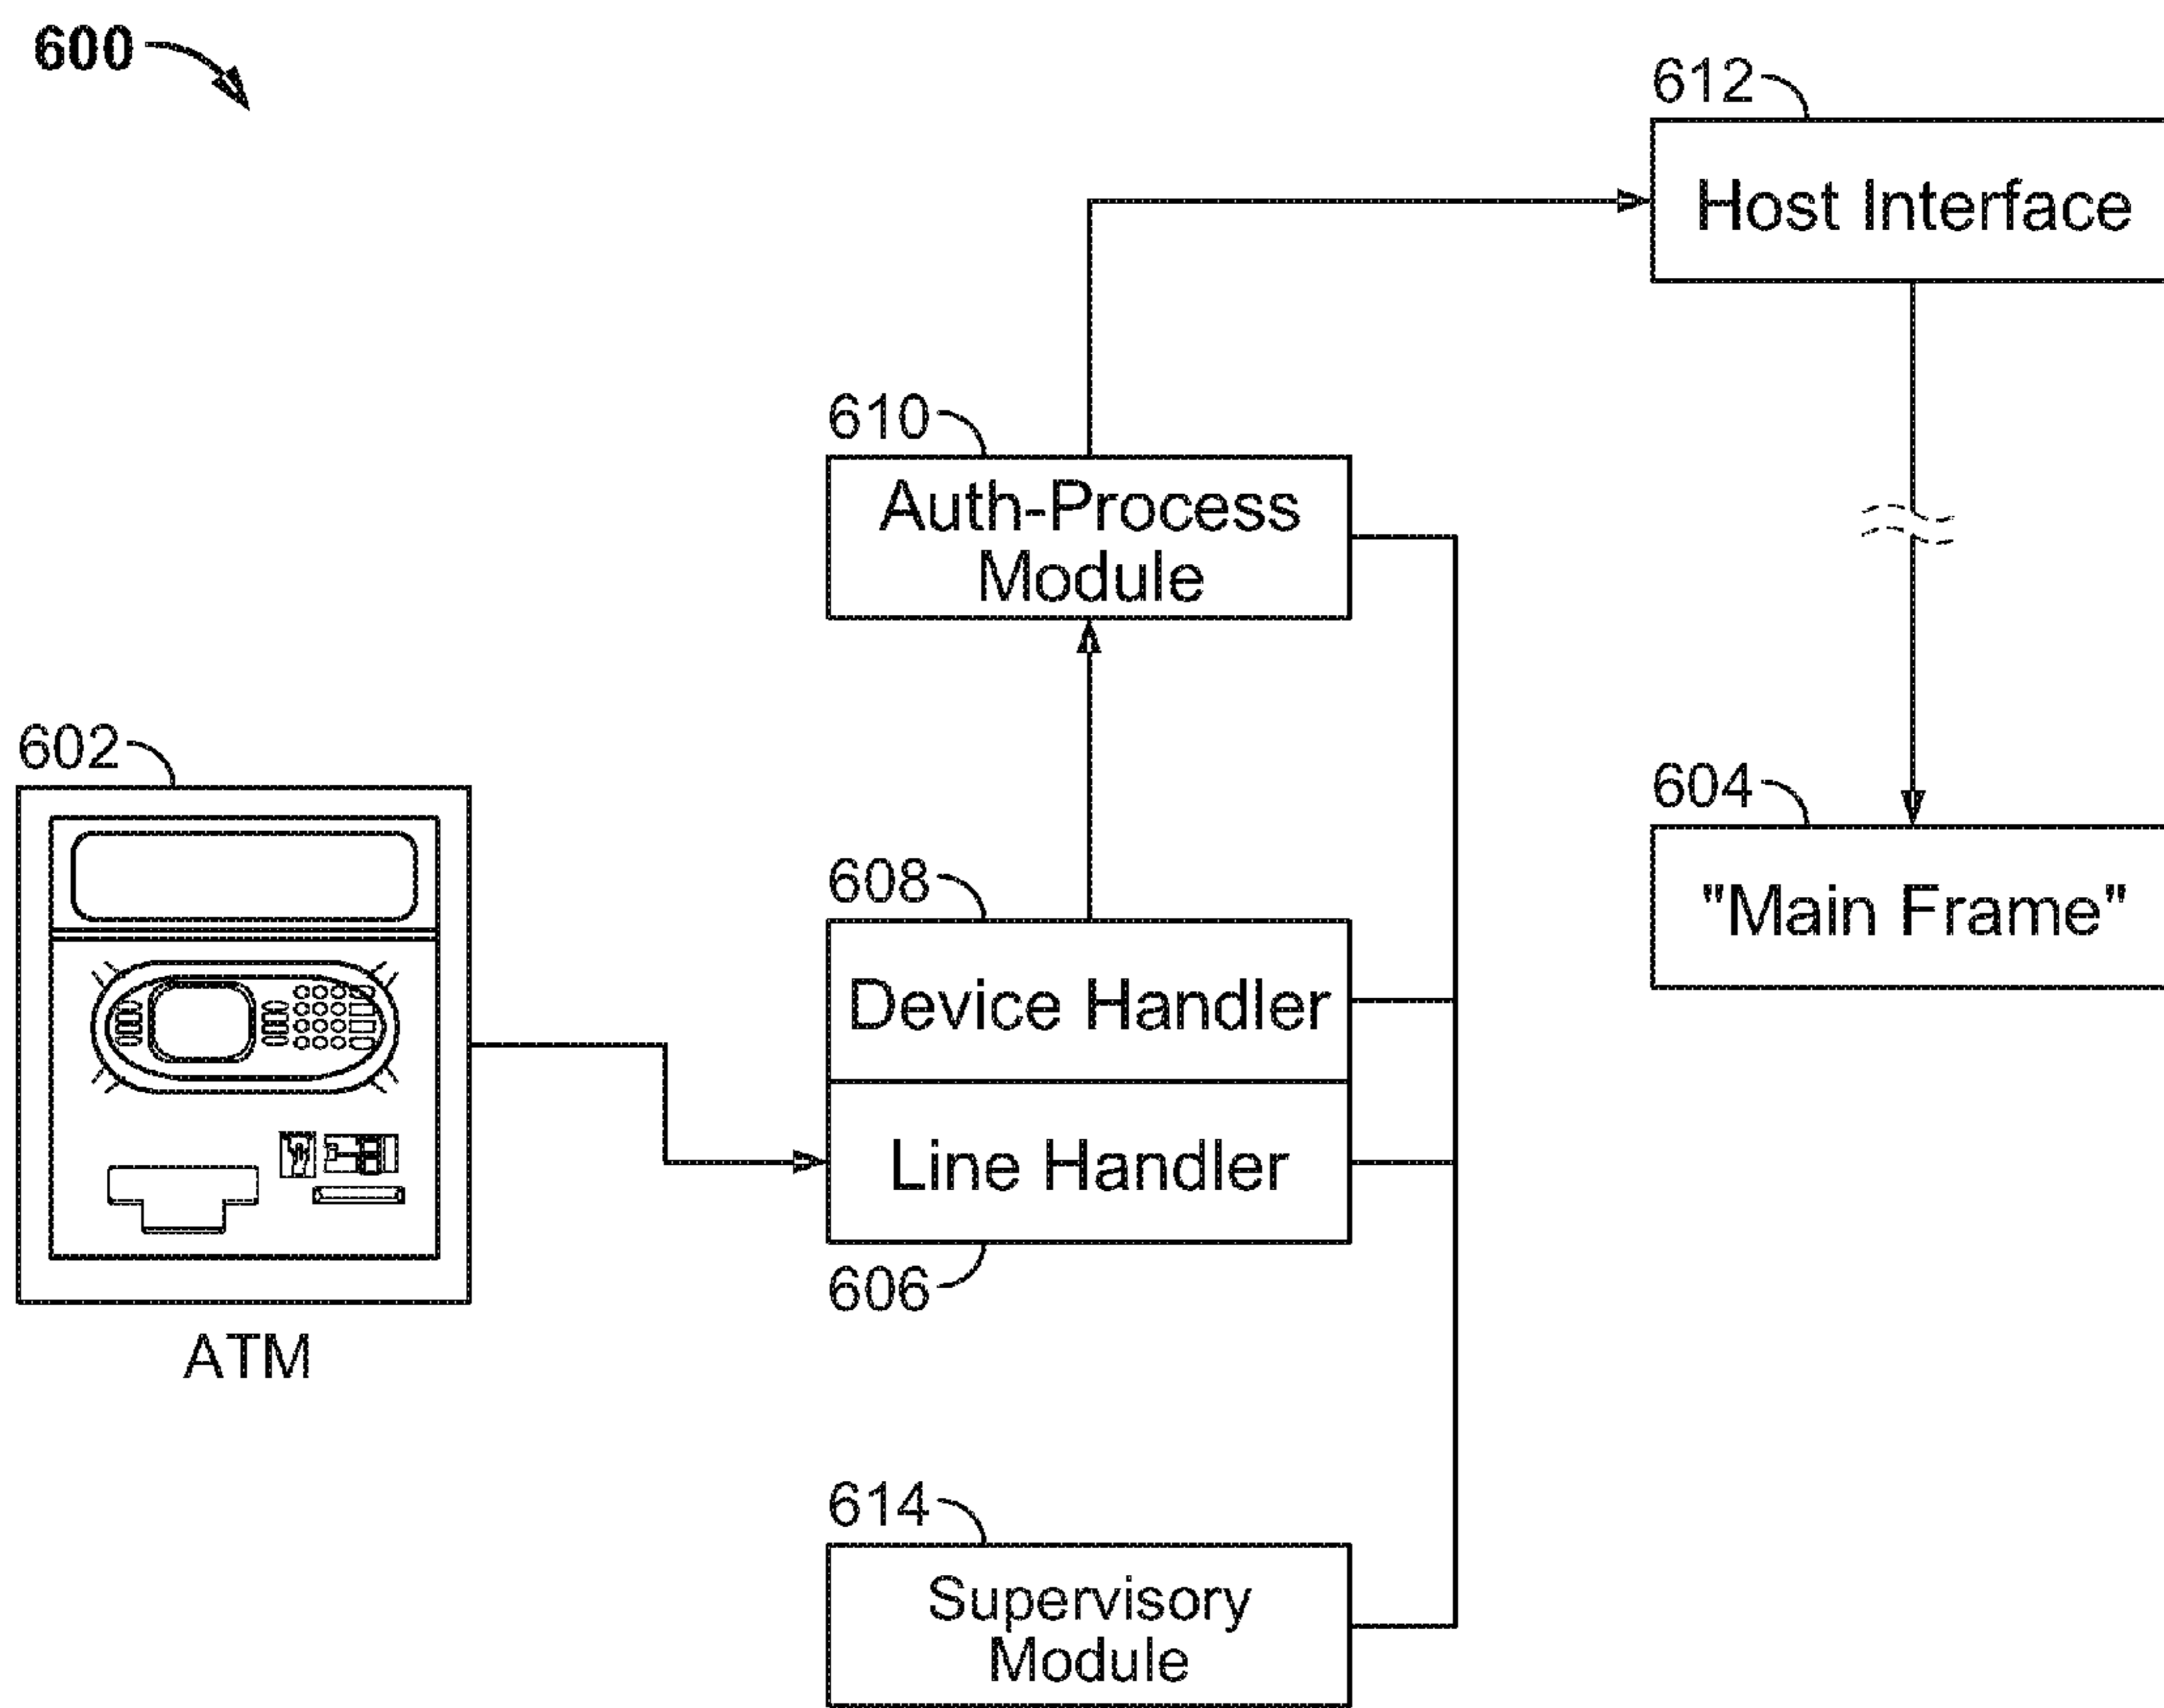 600
612
Host Interface
610
Auth-Process
Module
602
604
"Main Frame"
608
Device Handler
Line Handler
606
ATM
614
Supervisory
Module